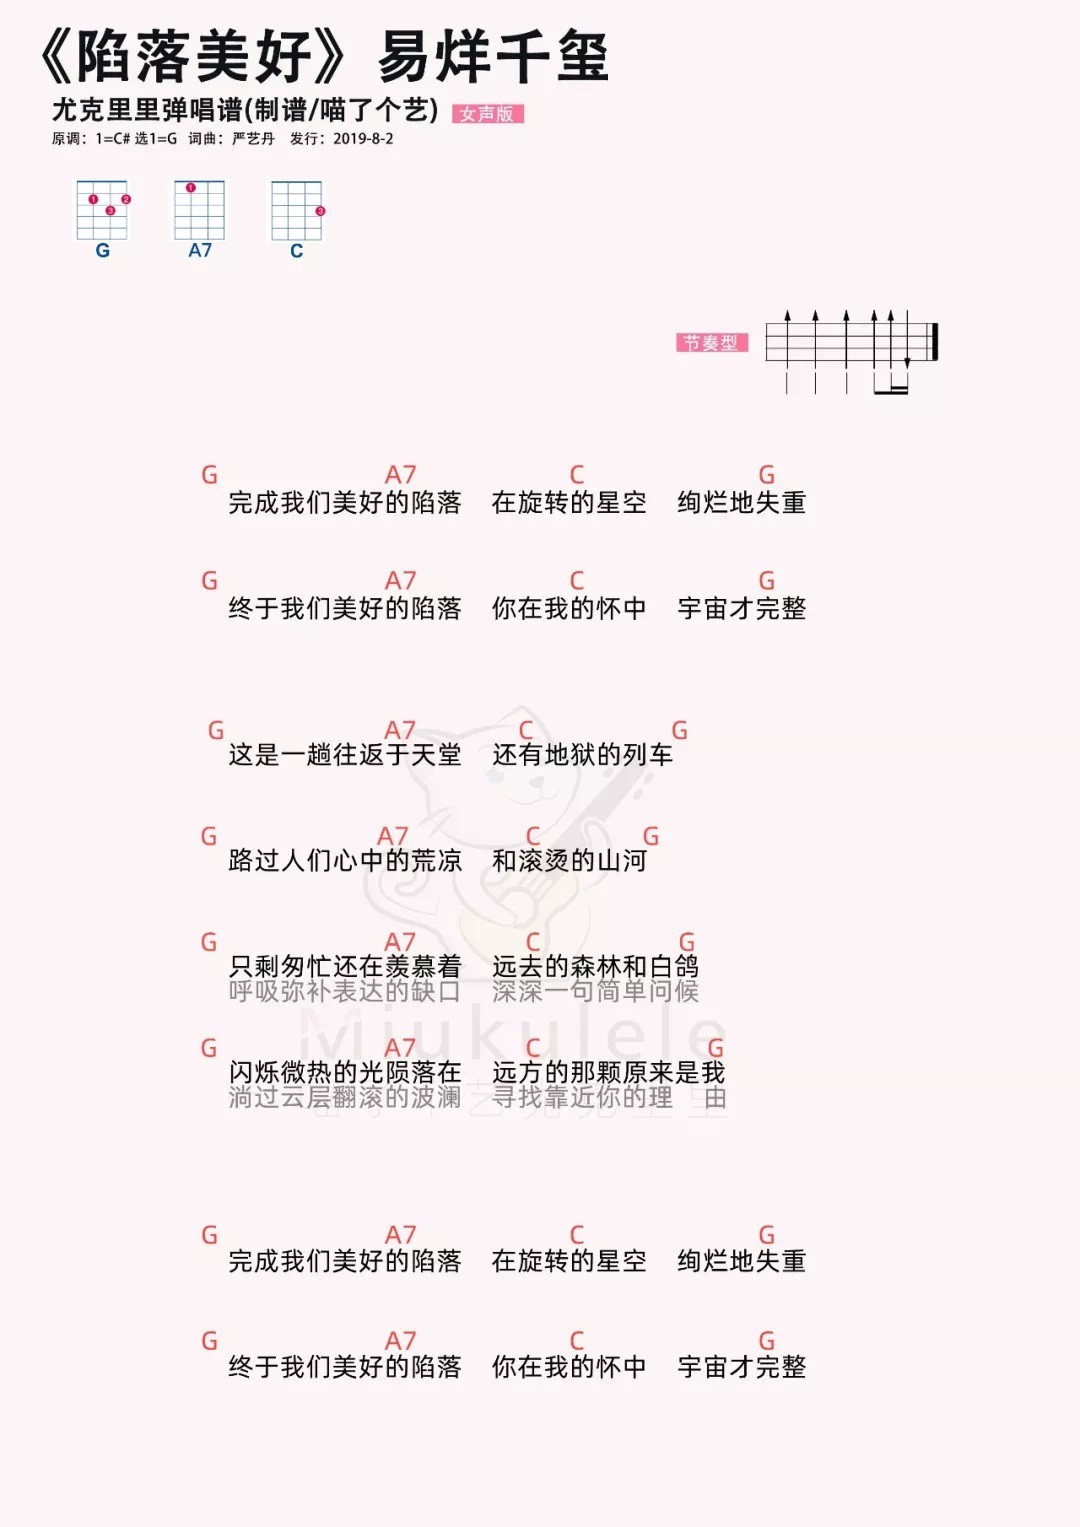 《陷落美好》易烊千玺
尤克里里弹唱谱(制谱/喵了个艺) 女声版
原调：1=C# 选1=G 词曲：严艺丹 发行：2019-8-2
1 2 3 1 3
G A7 C
节奏型
G A7 C G
完成我们美好的陷落 在旋转的星空 绚烂地失重
G A7 C G
终于我们美好的陷落 你在我的怀中 宇宙才完整
G A7 C G
这是一趟往返于天堂 还有地狱的列车
G A7 C G
路过人们心中的荒凉 和滚烫的山河
G A7 C G
只剩匆忙还在羡慕着 远去的森林和白鸽
呼吸弥补表达的缺口 深深一句简单问候
Miukulele
G A7 C G
闪烁微热的光陨落在 远方的那颗原来是我
淌过云层翻滚的波澜 寻找靠近你的理 由
G A7 C G
完成我们美好的陷落 在旋转的星空 绚烂地失重
G A7 C G
终于我们美好的陷落 你在我的怀中 宇宙才完整